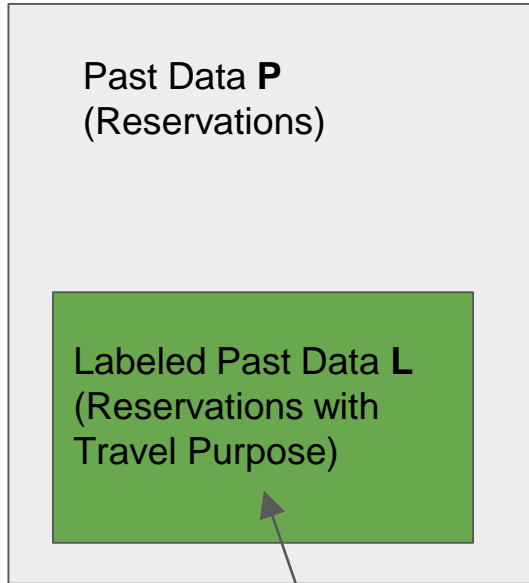 Past Data P
(Reservations)
Labeled Past Data L
(Reservations with
Travel Purpose)